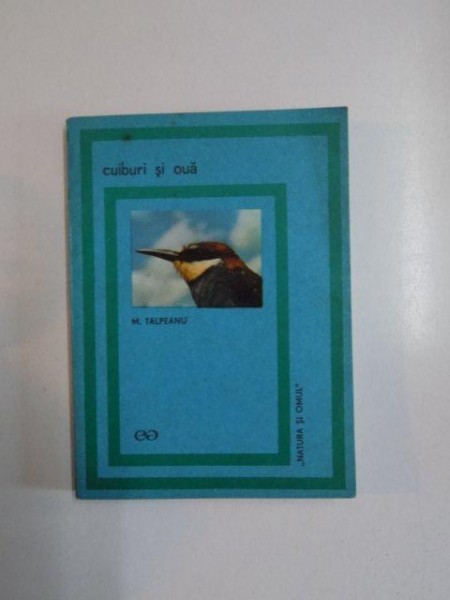 cuiburi şi ouă
M. TALPEANU
„NATURA ŞI OMUL"